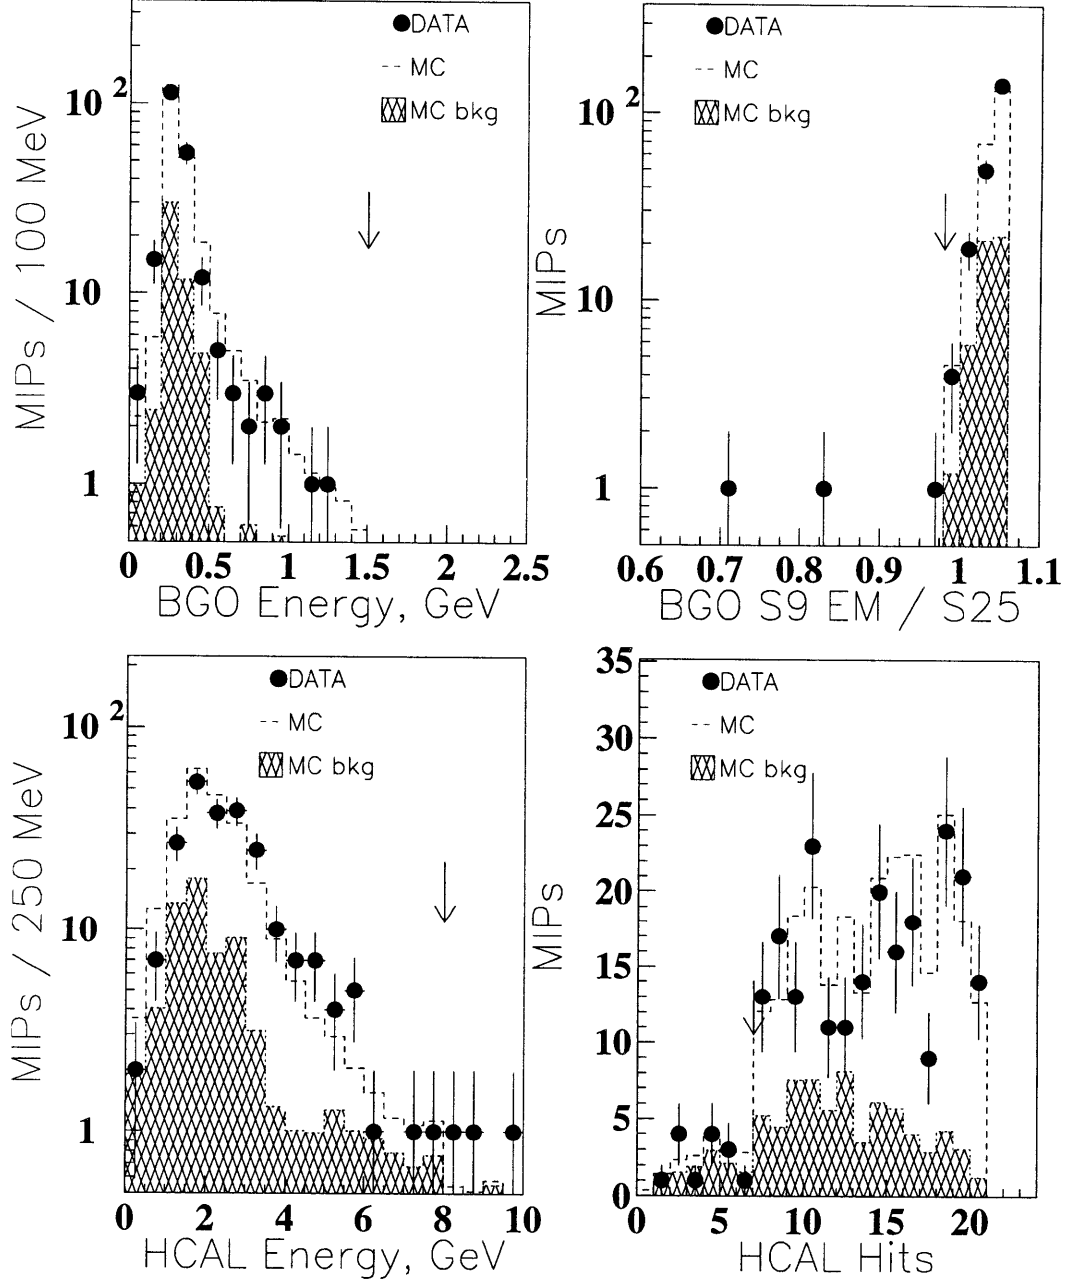 DATA
MC
MC bkg
10 2
10
1
MIPs / 100 MeV
0 0.5 1 1.5 2 2.5
BGO Energy, GeV
DATA
MC
MC bkg
10 2
10
1
MIPs
0.6 0.7 0.8 0.9 1 1.1
BGO S9 EM / S25
DATA
MC
MC bkg
10 2
10
1
MIPs / 250 MeV
0 2 4 6 8 10
HCAL Energy, GeV
DATA
MC
MC bkg
35
30
25
20
15
10
5
0
MIPs
0 5 10 15 20
HCAL Hits